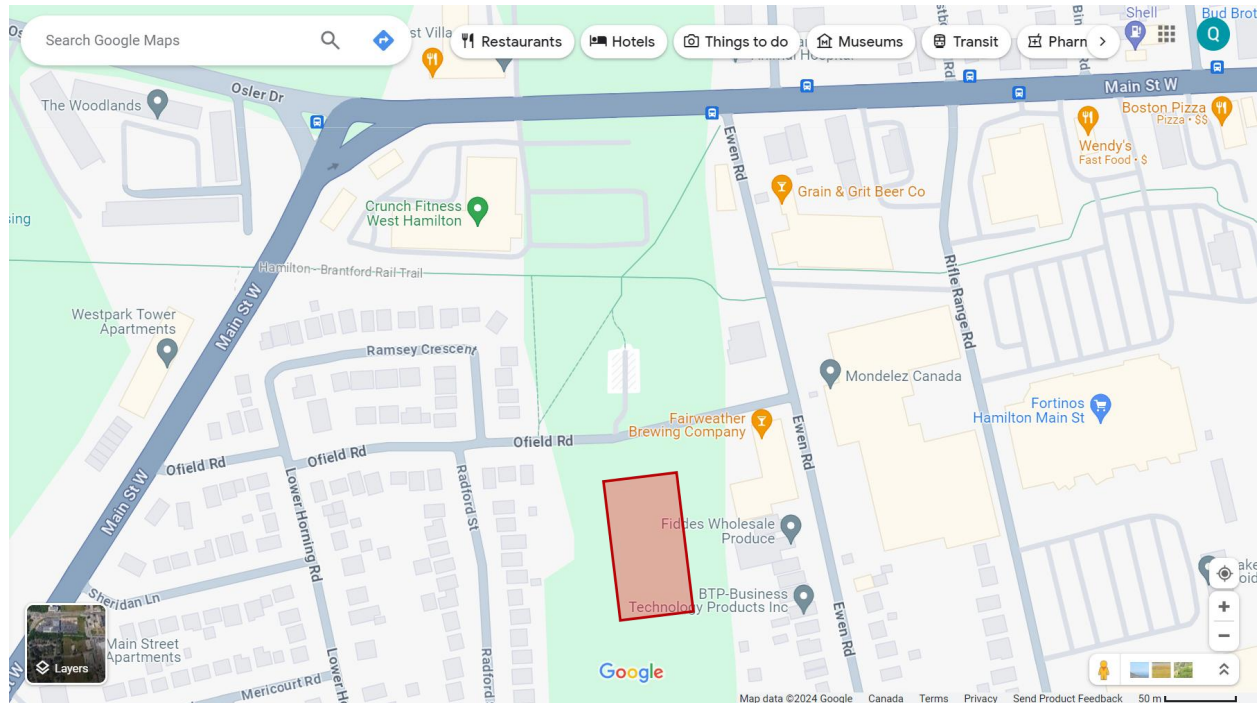 Search Google Maps
Restaurants
Hotels
Things to do
Museums
Transit
Pharn
Shell
Bud Brot
Q
st Villa
Hospital
The Woodlands
Osler Dr
Main St W
Boston Pizza
Pizza • $$
Wendy's
Fast Food • $
Ewen Rd
Grain & Grit Beer Co
Crunch Fitness
West Hamilton
Hamilton - Brantford Rail Trail
Rifle Range Rd
Main St W
Westpark Tower
Apartments
Ramsey Crescent
Mondelez Canada
Fortinos
Hamilton Main St
Fairweather
Brewing Company
Ofield Rd
Ewen Rd
Ofield Rd
Ofield Rd
Radford St
Lower Horning Rd
Main St W
Fiddes Wholesale
Produce
BTP-Business
Technology Products Inc
Sheridan Ln
Main Street
Apartments
Layers
Mericourt Rd
Lower H
Radford
Ewen Rd
Google
Map data ©2024 Google
Canada
Terms
Privacy
Send Product Feedback
50 m